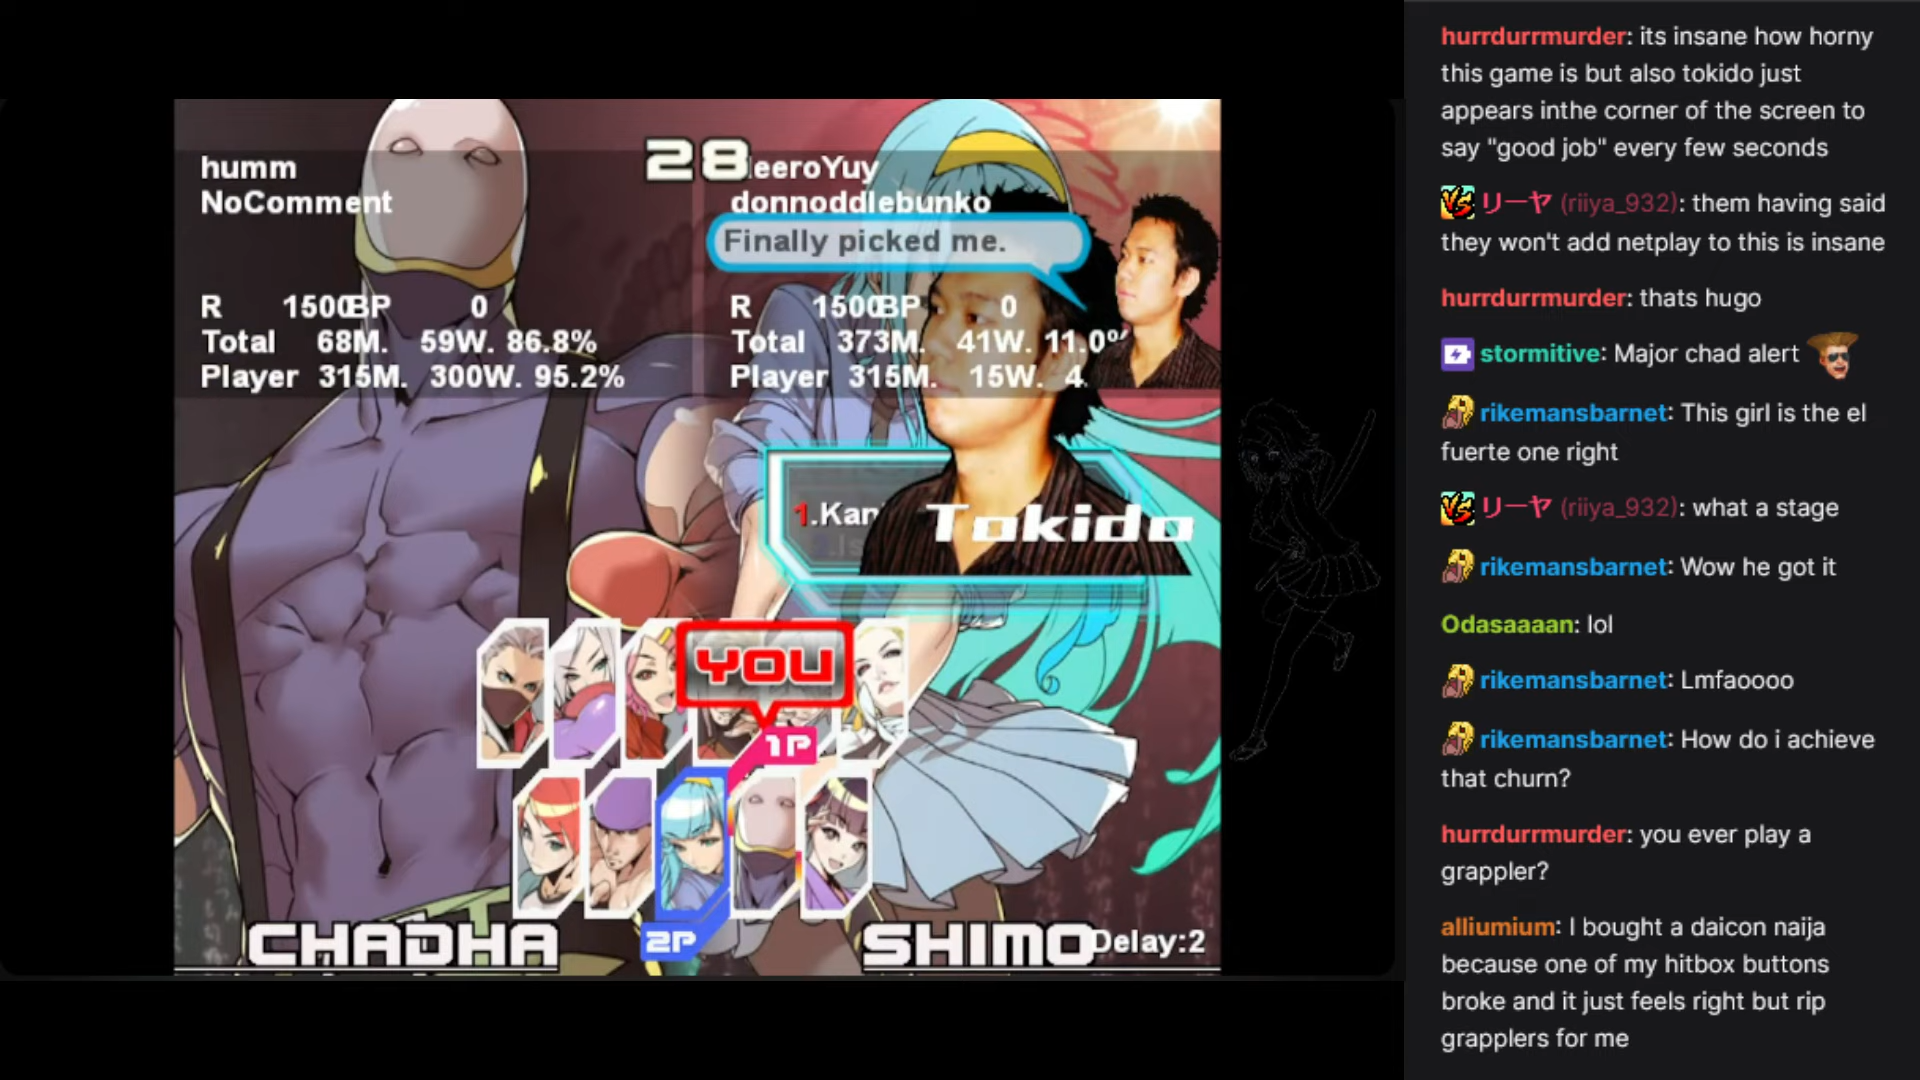 humm
NoComment
28
eeroYuy
donnoddlebunko
Finally picked me.
R 1500BP 0
Total 68M. 59W. 86.8%
Player 315M. 300W. 95.2%
R 1500BP 0
Total 373M. 41W. 11.0%
Player 315M. 15W. 4.
1.Kan
Tokido
YOU
1P
2P
CHADHA
SHIMO
Delay:2
hurrdurrmurder: its insane how horny
this game is but also tokido just
appears inthe corner of the screen to
say "good job" every few seconds
リーヤ (riiya_932): them having said
they won't add netplay to this is insane
hurrdurrmurder: thats hugo
stormitive: Major chad alert
rikemansbarnet: This girl is the el
fuerte one right
リーヤ (riiya_932): what a stage
rikemansbarnet: Wow he got it
Odasaaaan: lol
rikemansbarnet: Lmfaoooo
rikemansbarnet: How do i achieve
that churn?
hurrdurrmurder: you ever play a
grappler?
alliumium: I bought a daicon naija
because one of my hitbox buttons
broke and it just feels right but rip
grapplers for me